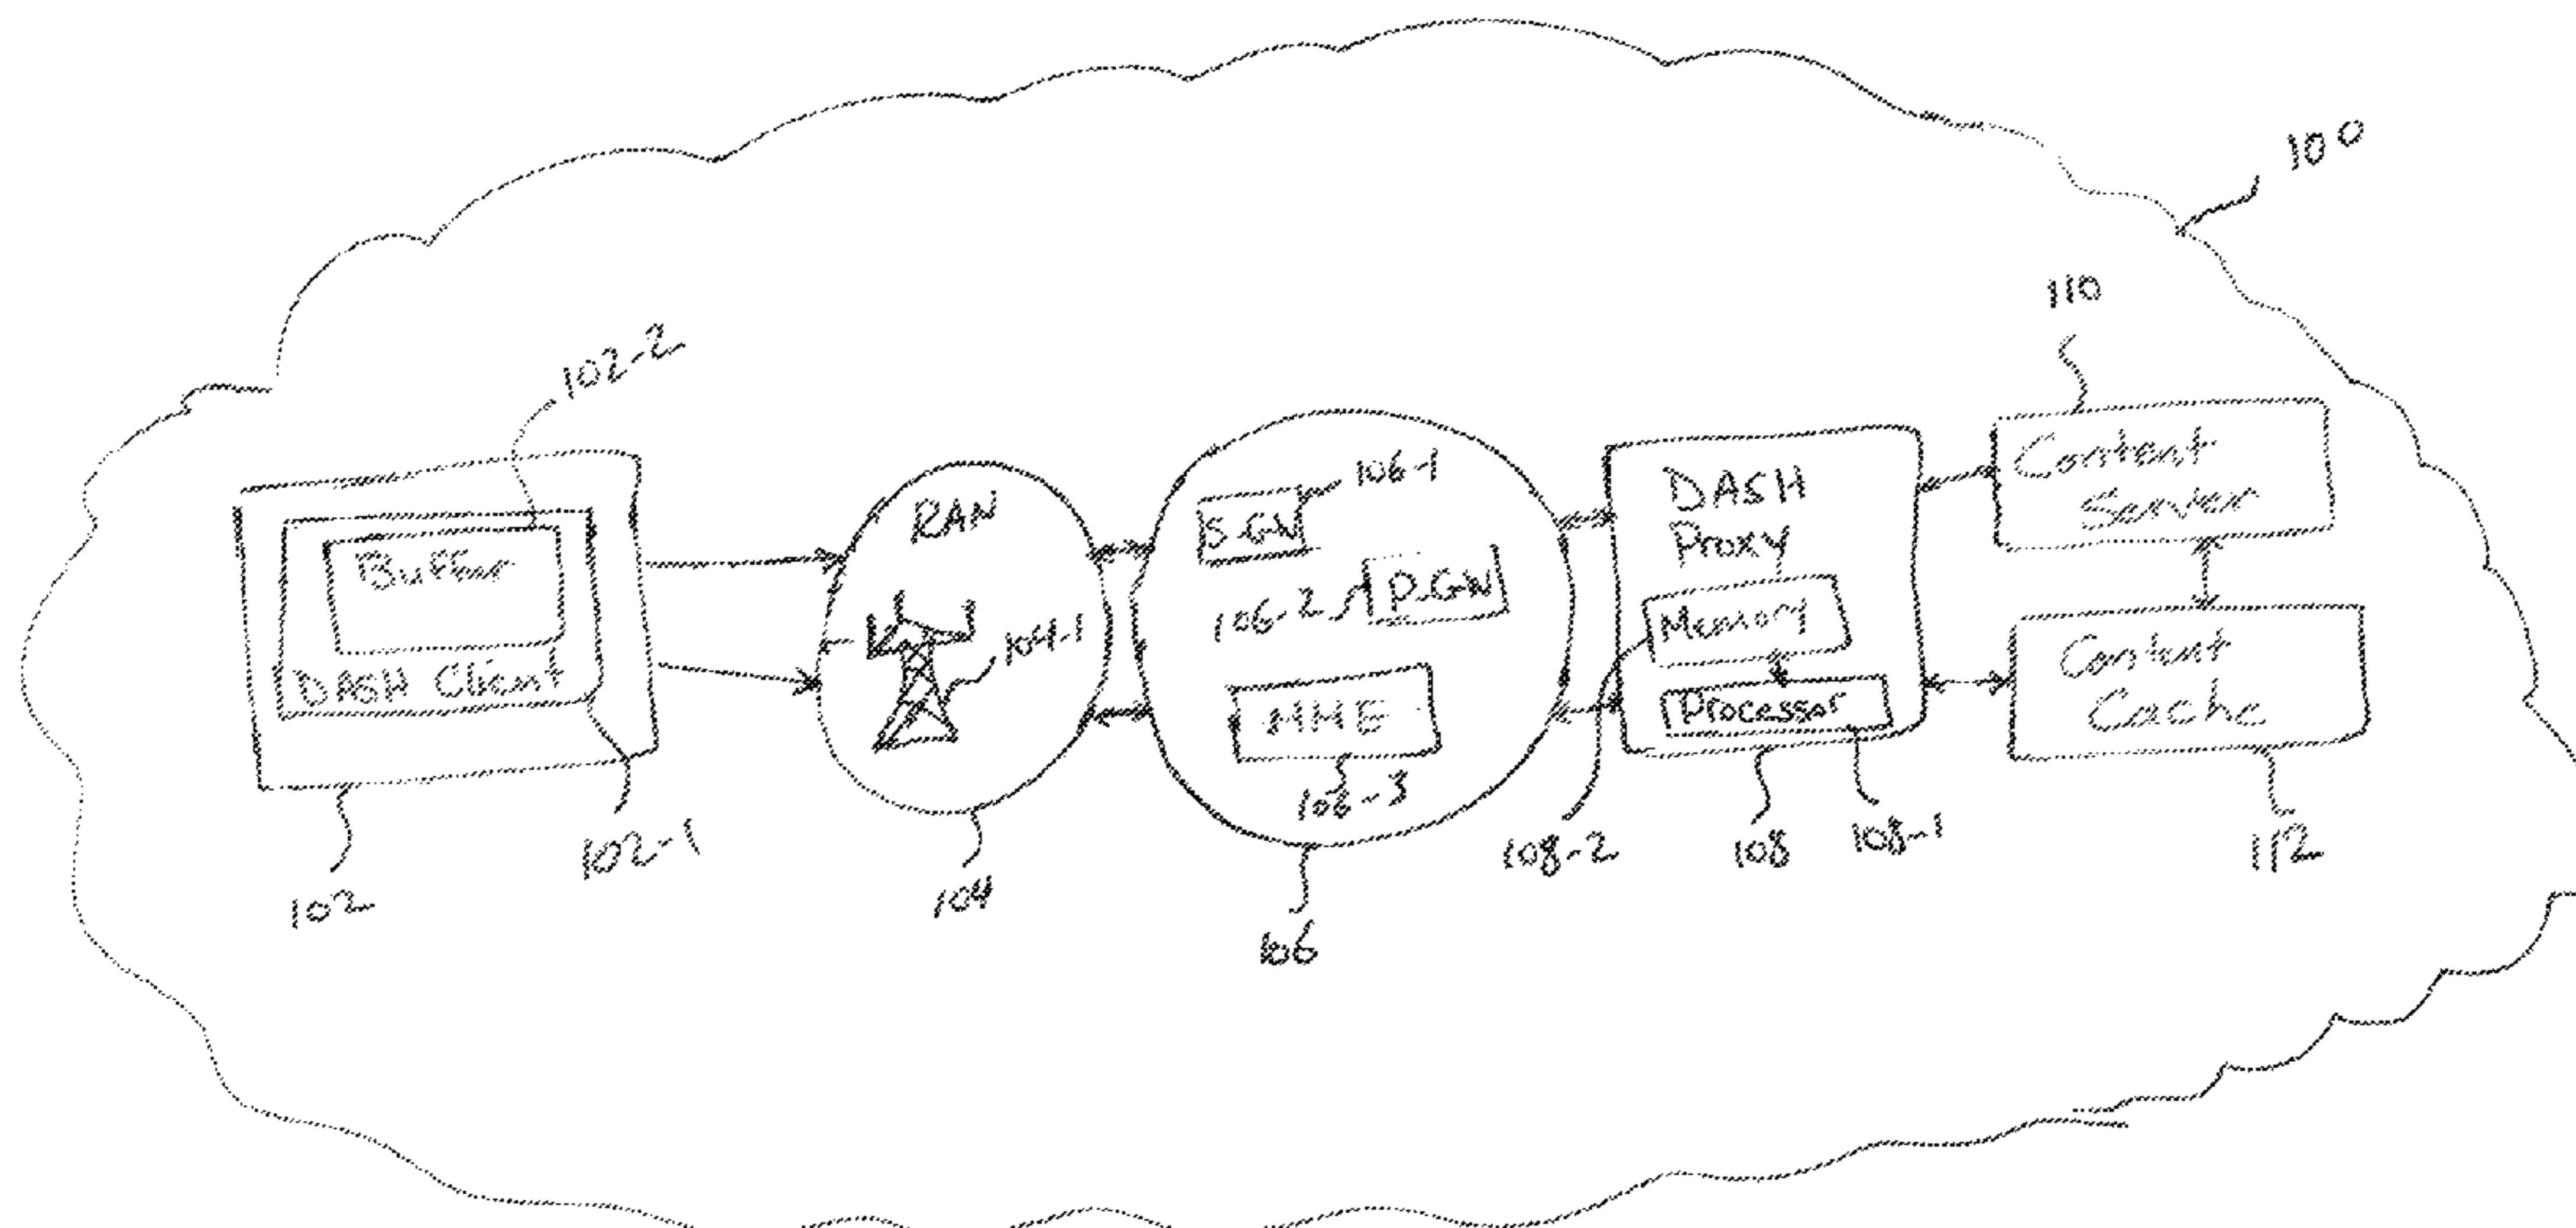 100
110
102-2
Content
Server
DASH
Proxy
106-1
RAN
S-GW
Buffer
P-GW
106-2
Memory
104-1
Content
Cache
DASH Client
MME
Processor
106-3
102-1
108-2
108
108-1
112
102
104
106